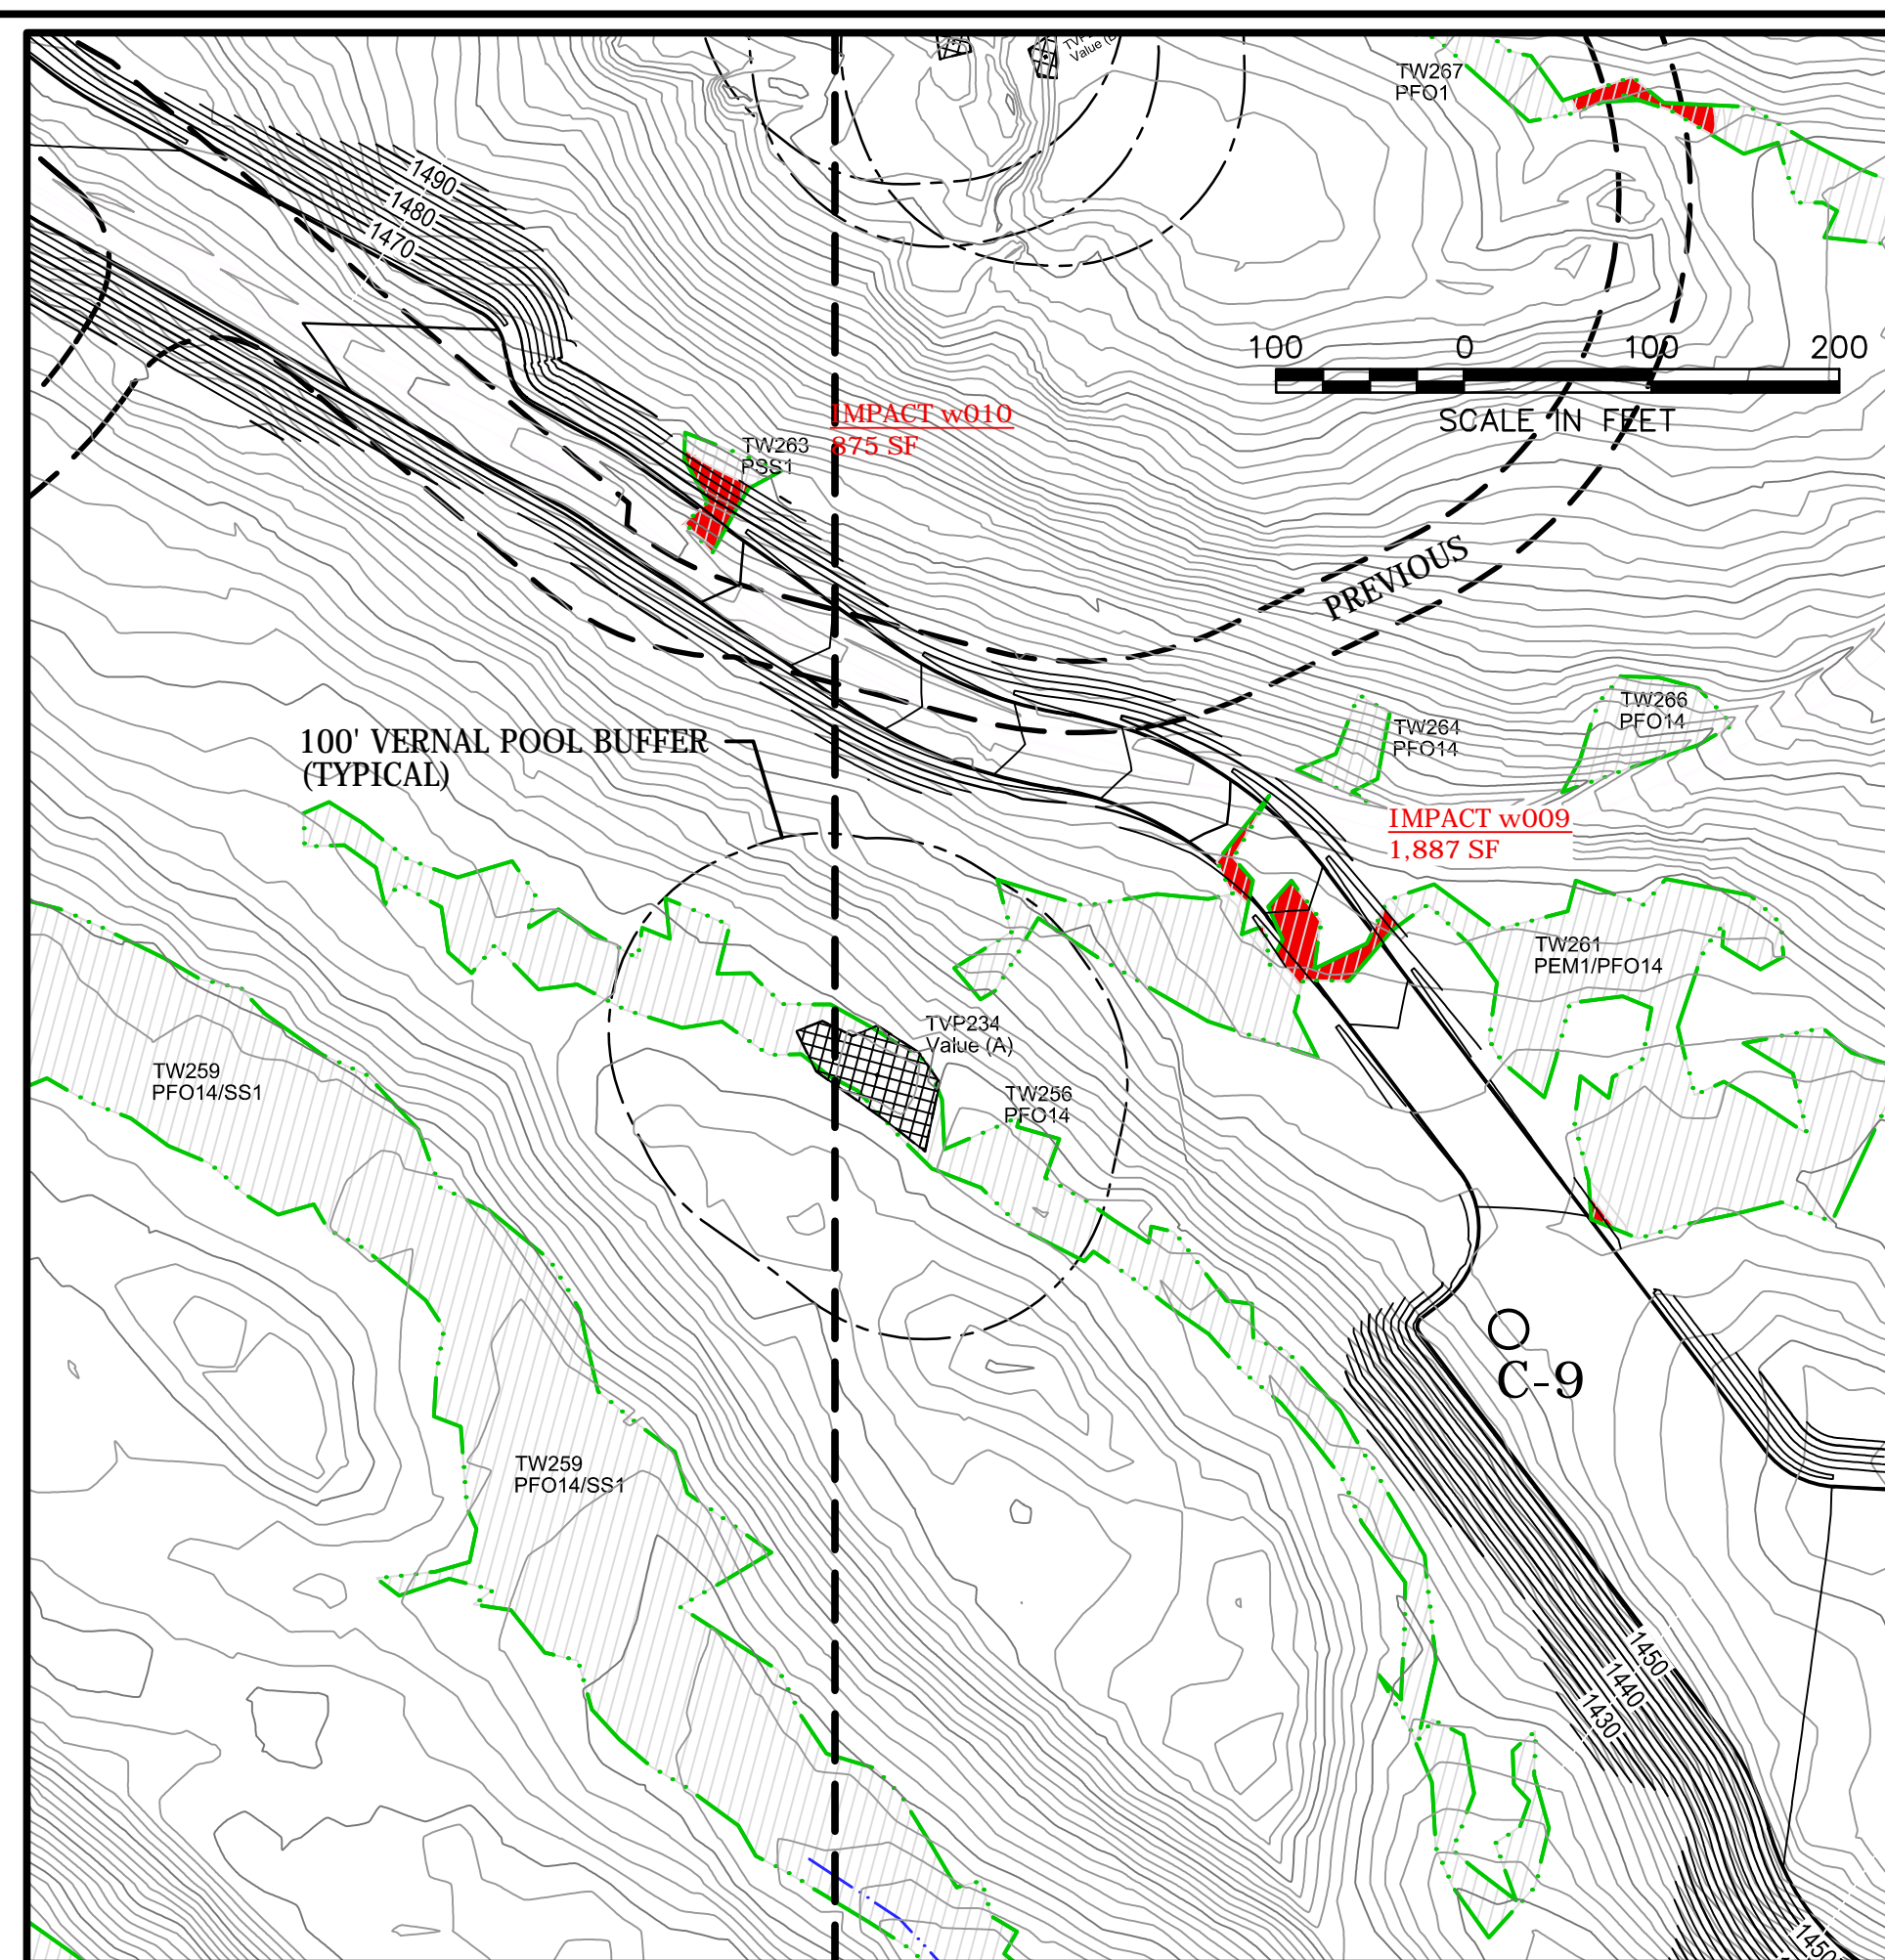 Value (
TW267
PFO1
1490
1480
1470
100 0 100 200
SCALE IN FEET
IMPACT w010
875 SF
TW263
PSS1
PREVIOUS
TW266
PFO14
TW264
PFO14
100' VERNAL POOL BUFFER
(TYPICAL)
IMPACT w009
1,887 SF
TW261
PEM1/PFO14
TVP234
Value (A)
TW259
PFO14/SS1
TW256
PFO14
C-9
TW259
PFO14/SS1
1450
1440
1430
1450